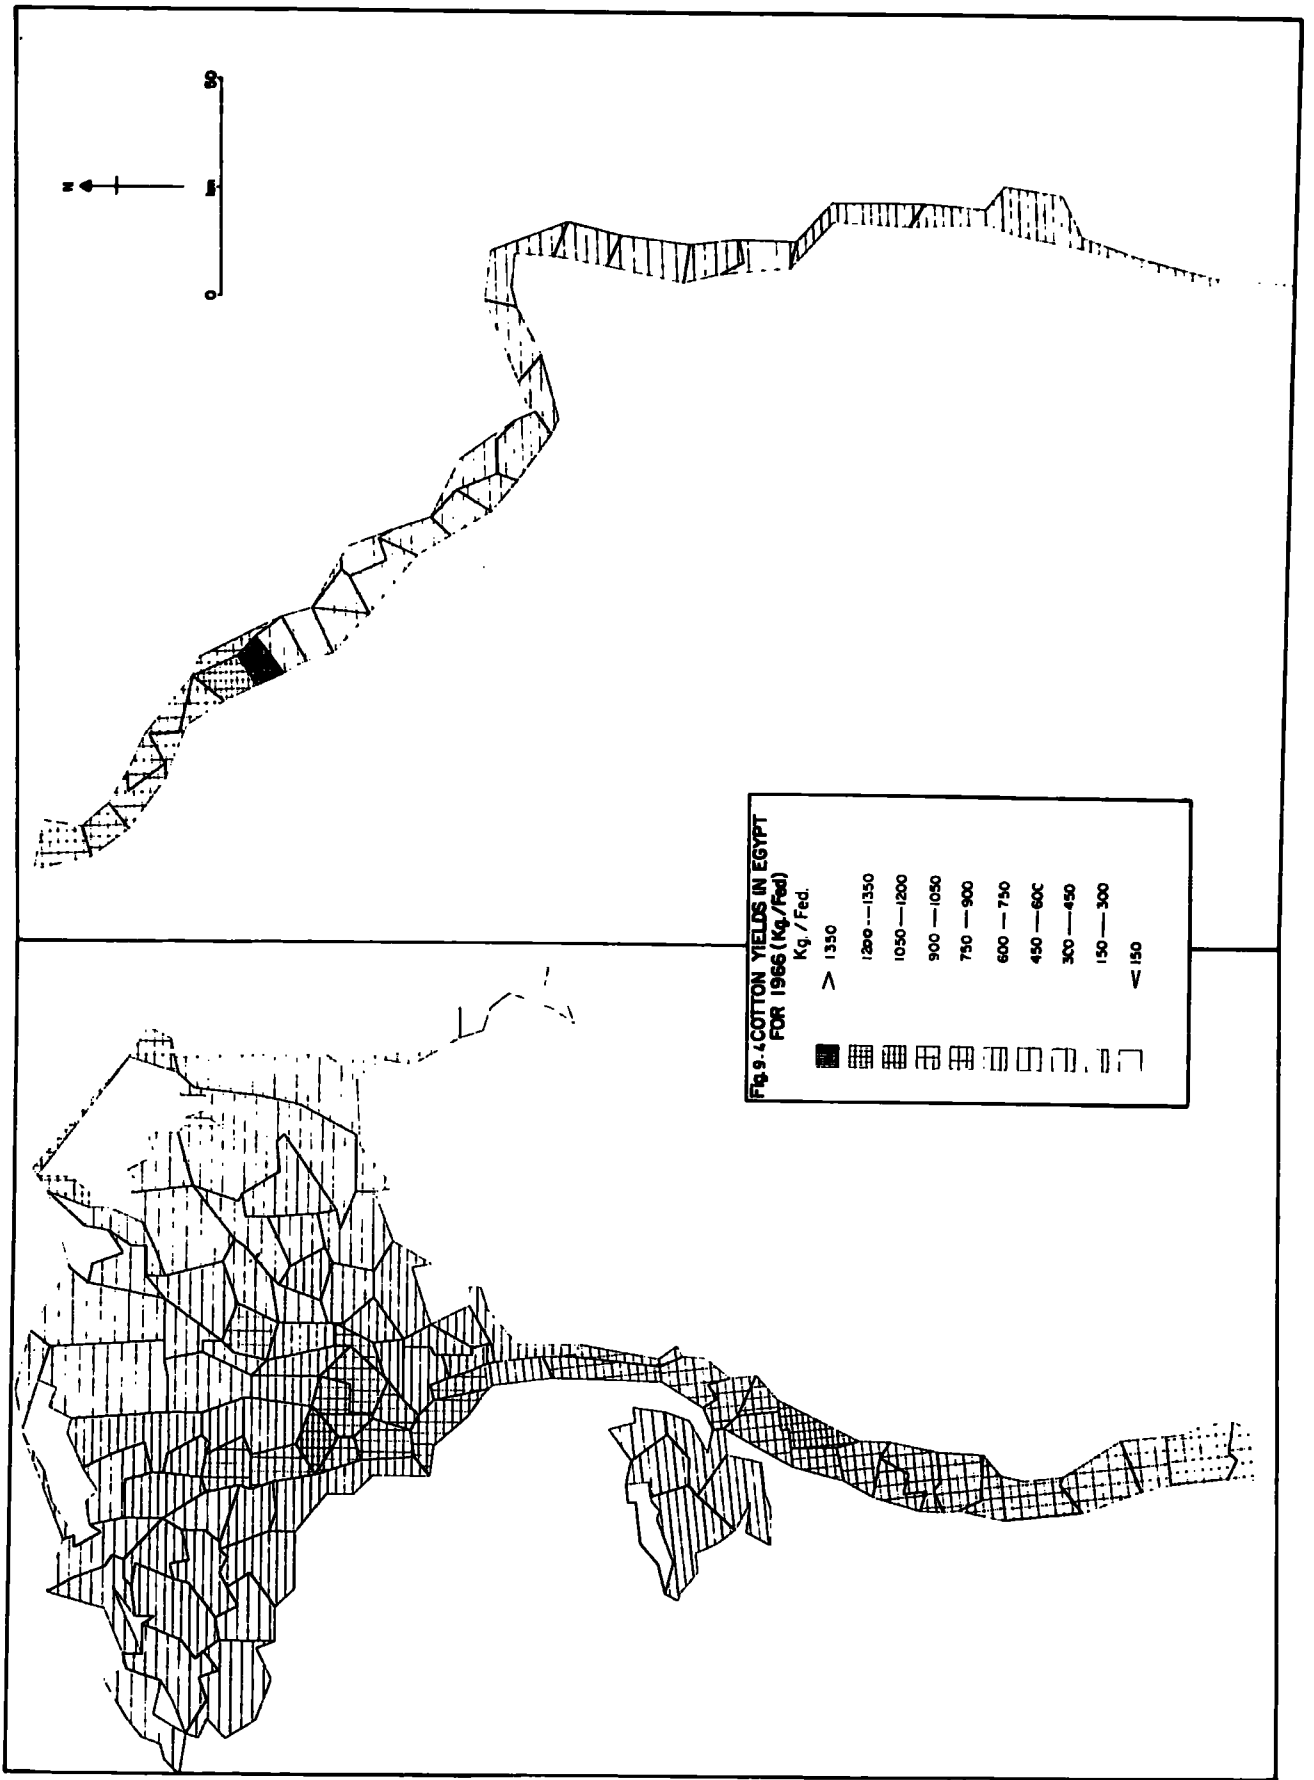 N
0 km 50
Fig.9.4 COTTON YIELDS IN EGYPT
FOR 1966 (Kg./Fed)
Kg./Fed.
> 1350
1200---1350
1050—1200
900—1050
750—900
600—750
450—600
300—450
150—300
< 150